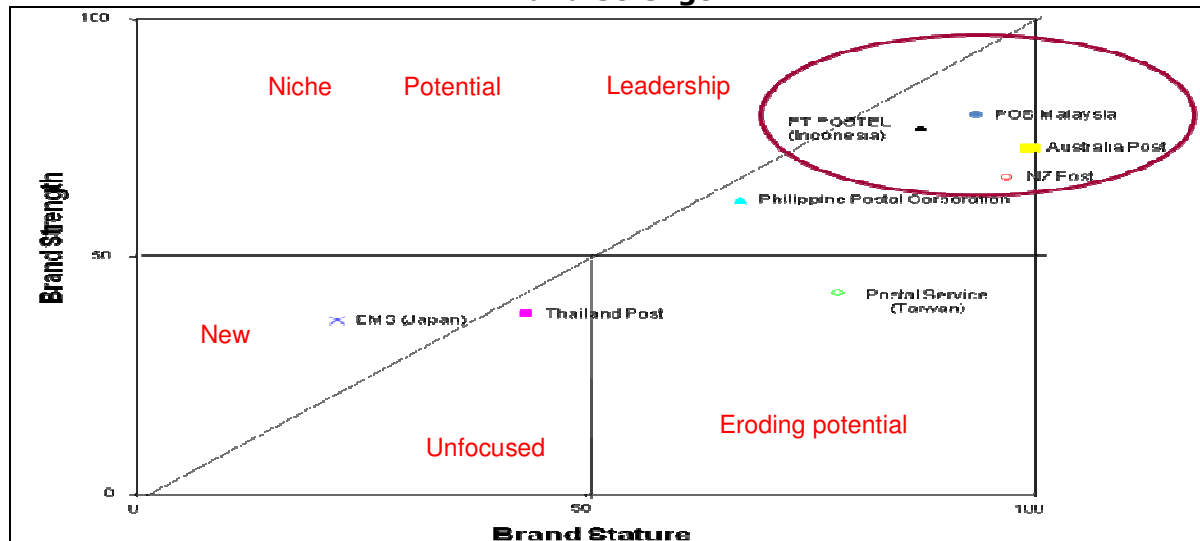 100
Niche Potential Leadership
PT POSTEL
(Indonesia)
POS Malaysia
Australia Post
NZ Post
Philippine Postal Corporation
Brand Strength
50
Postal Service
(Taiwan)
EMS (Japan)
Thailand Post
New
Eroding potential
Unfocused
0
0 50 100
Brand Stature